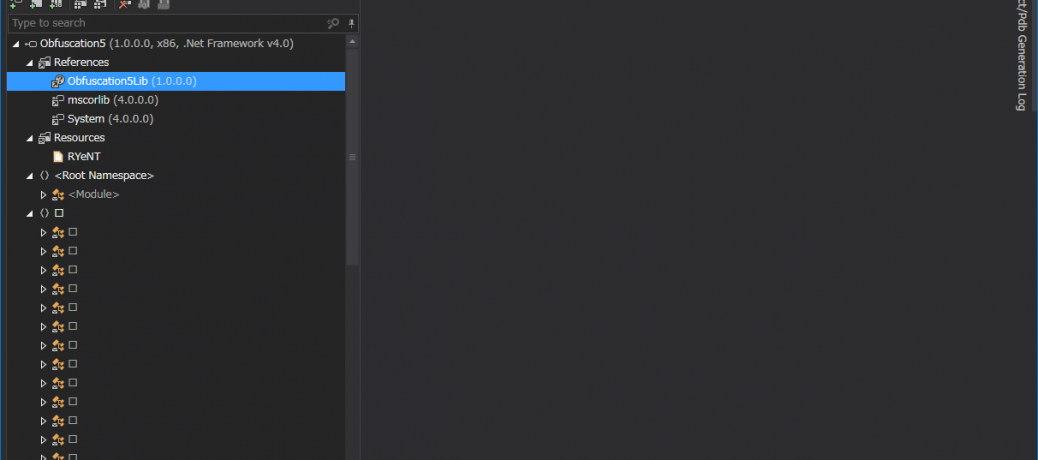 Type to search
Obfuscation5 (1.0.0.0, x86, .Net Framework v4.0)
References
Obfuscation5Lib (1.0.0.0)
mscorlib (4.0.0.0)
System (4.0.0.0)
Resources
RYeNT
<Root Namespace>
<Module>
ct/Pdb Generation Log